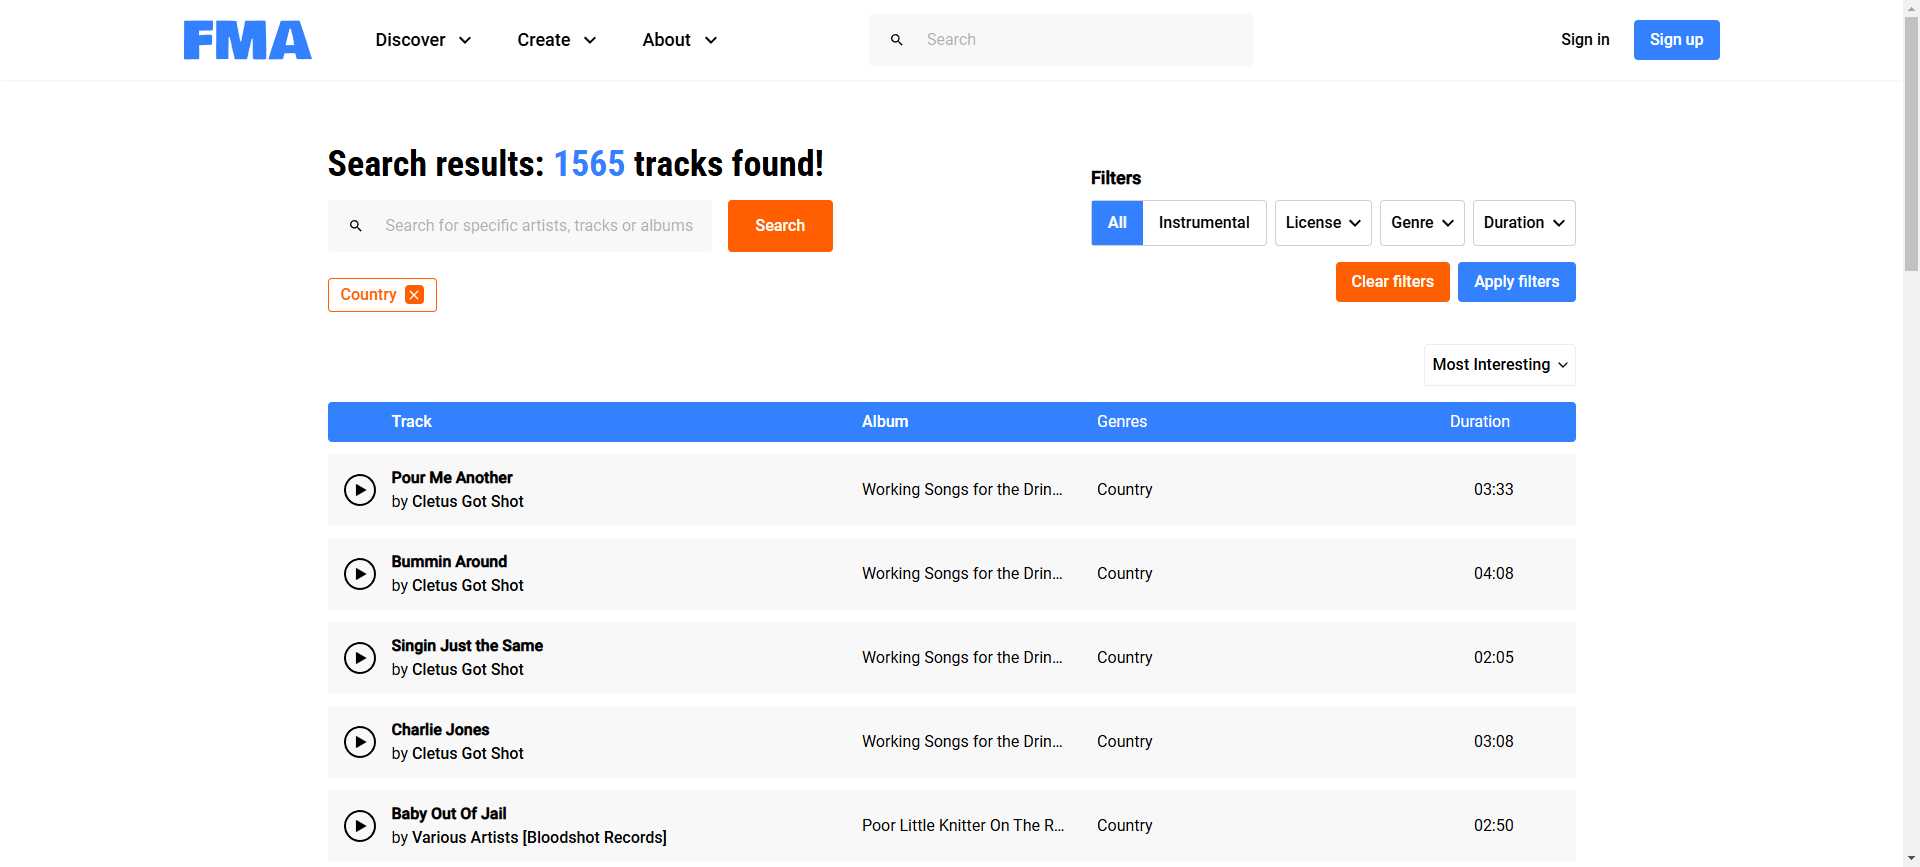 FMA Discover Create About Search Sign in Sign up
Search results: 1565 tracks found!
Filters
Search for specific artists, tracks or albums Search
All Instrumental License Genre Duration
Country
Clear filters Apply filters
Most Interesting
Track Album Genres Duration
Pour Me Another
by Cletus Got Shot
Working Songs for the Drin... Country 03:33
Bummin Around
by Cletus Got Shot
Working Songs for the Drin... Country 04:08
Singin Just the Same
by Cletus Got Shot
Working Songs for the Drin... Country 02:05
Charlie Jones
by Cletus Got Shot
Working Songs for the Drin... Country 03:08
Baby Out Of Jail
by Various Artists [Bloodshot Records]
Poor Little Knitter On The R... Country 02:50